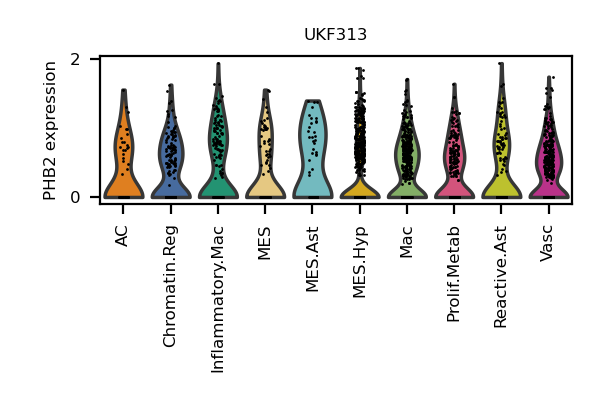 UKF313
PHB2 expression
2
0
AC
Chromatin.Reg
Inflammatory.Mac
MES
MES.Ast
MES.Hyp
Mac
Prolif.Metab
Reactive.Ast
Vasc